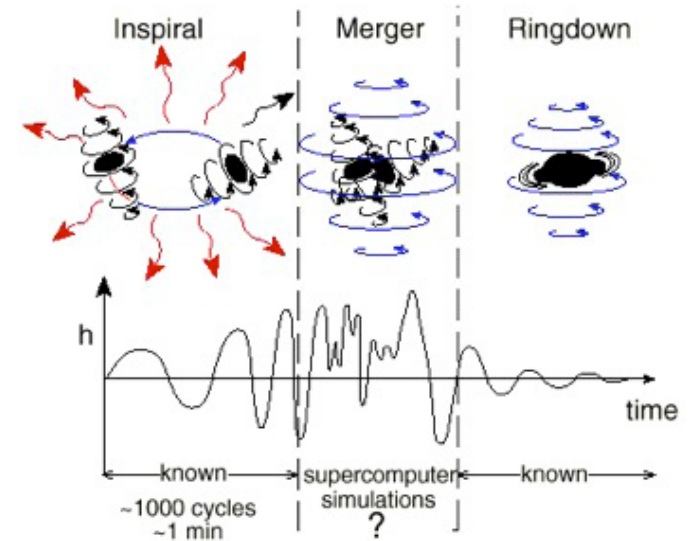 Inspiral
Merger
Ringdown
h
time
known
supercomputer
simulations
?
known
~1000 cycles
~1 min